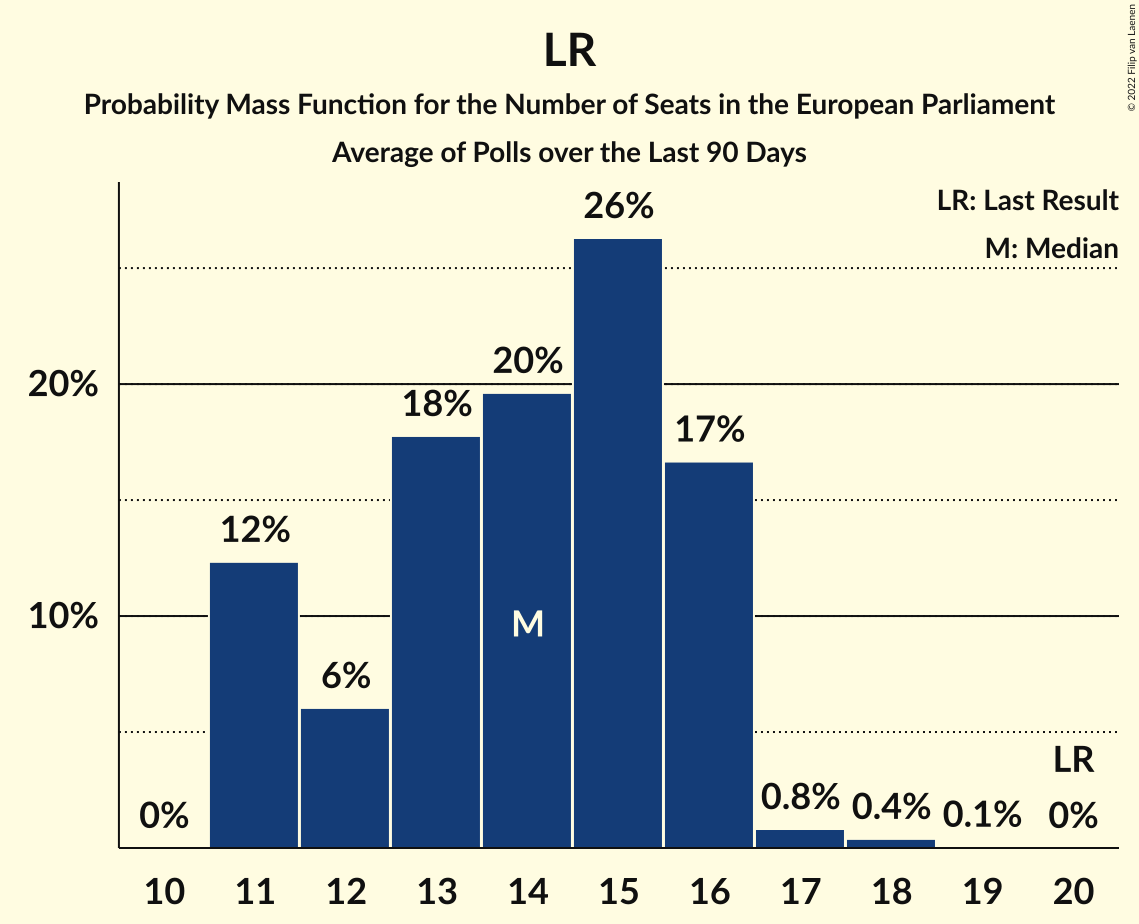 LR
Probability Mass Function for the Number of Seats in the European Parliament
Average of Polls over the Last 90 Days
© 2022 Filip van Laenen
LR: Last Result
M: Median
26%
20%
20%
18%
17%
12%
10%
M
6%
LR
0%
0.8%
0.4%
0.1%
0%
10 11 12 13 14 15 16 17 18 19 20